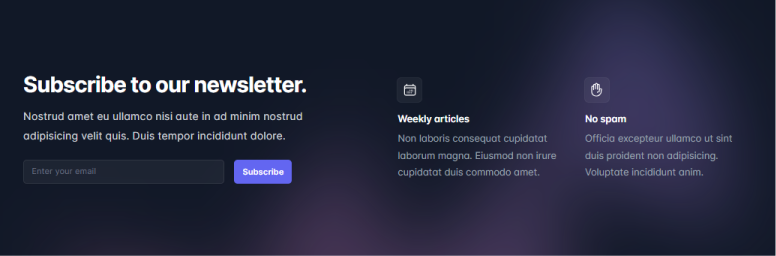 Subscribe to our newsletter.
Nostrud amet eu ullamco nisi aute in ad minim nostrud
adipisicing velit quis. Duis tempor incididunt dolore.
Enter your email
Subscribe
Weekly articles
Non laboris consequat cupidatat
laborum magna. Eiusmod non irure
cupidatat duis commodo amet.
No spam
Officia excepteur ullamco ut sint
duis proident non adipisicing.
Voluptate incididunt anim.